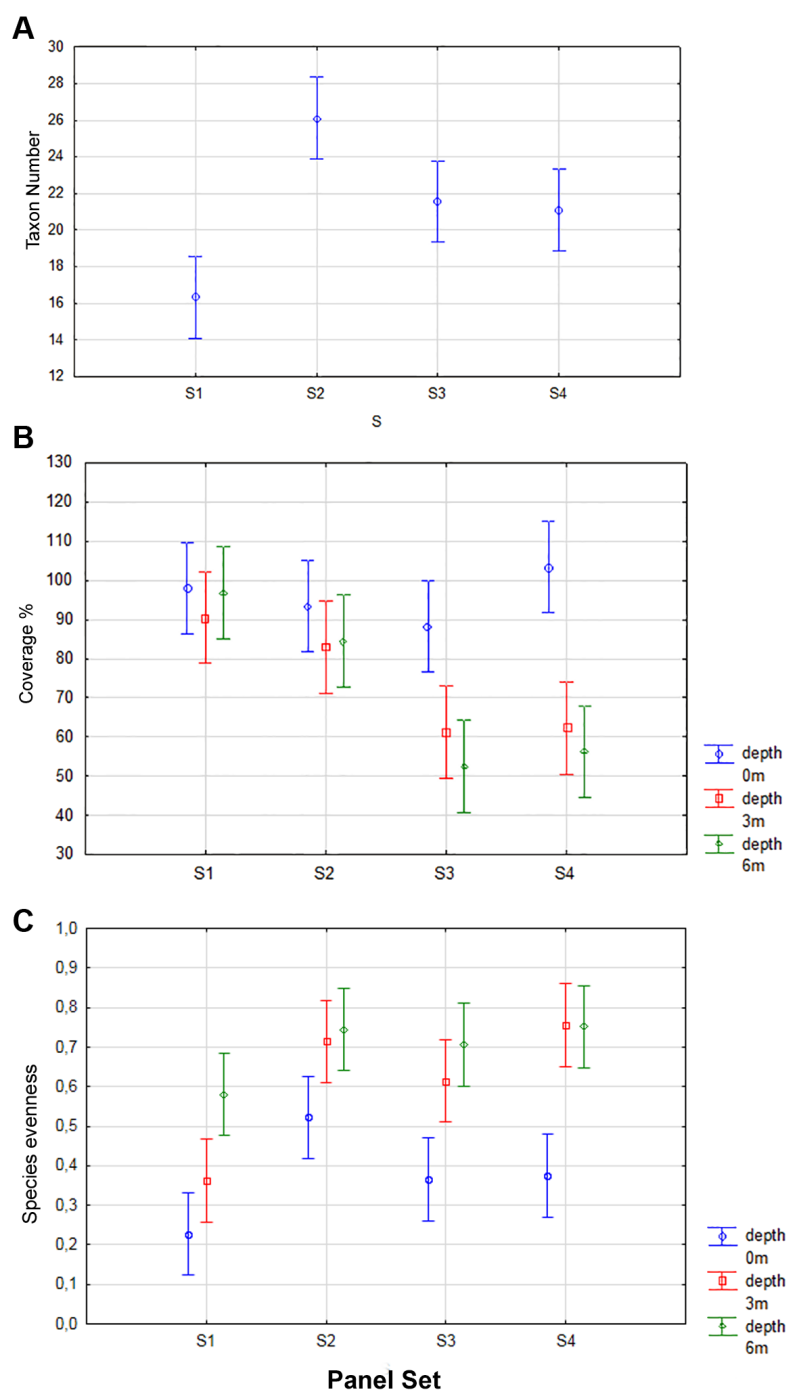 A
30
28
26
24
22
20
18
16
14
12
Taxon Number
S1 S2 S3 S4
S
B
130
120
110
100
90
80
70
60
50
40
30
Coverage %
S1 S2 S3 S4
depth
0m
depth
3m
depth
6m
C
1,0
0,9
0,8
0,7
0,6
0,5
0,4
0,3
0,2
0,1
0,0
Species evenness
S1 S2 S3 S4
depth
0m
depth
3m
depth
6m
Panel Set